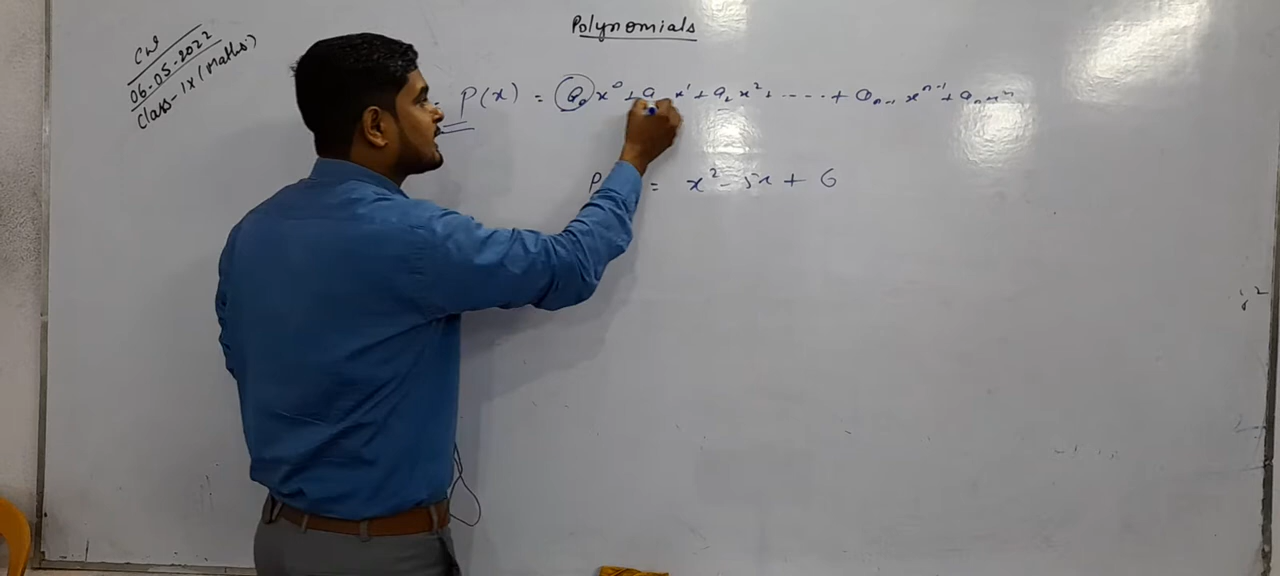 Polynomials
CW
06-05-2022
Class-IX (Maths)
P(x) = a₀ x⁰ + a x¹ + a₂ x² + ----- + aₙ₋₁ xⁿ⁻¹ + aₙ xⁿ
P = x² - 5x + 6